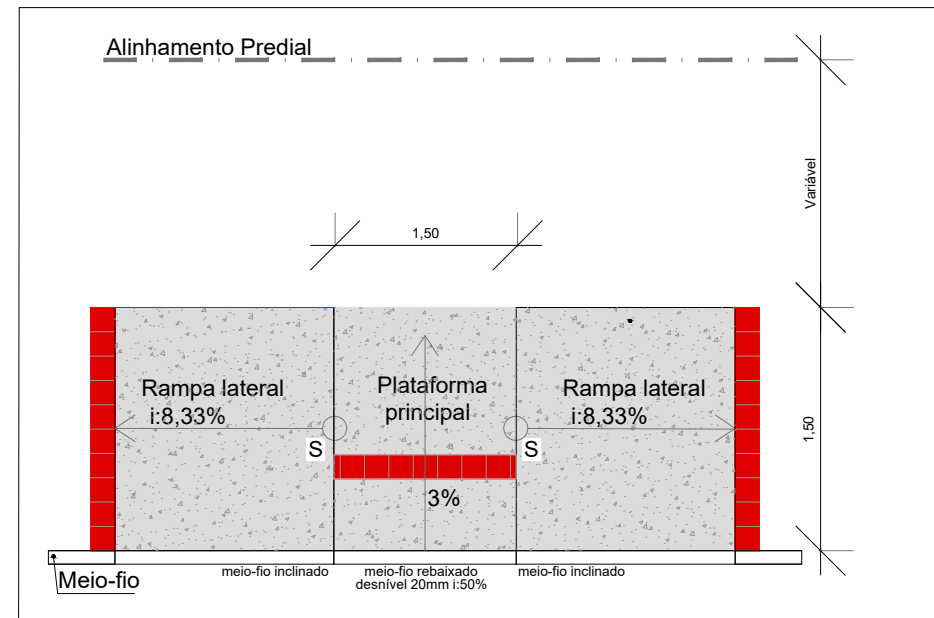 Alinhamento Predial
Variável
1,50
Rampa lateral
i:8,33%
Plataforma
principal
Rampa lateral
i:8,33%
S
S
1,50
3%
Meio-fio
meio-fio inclinado
meio-fio rebaixado
desnível 20mm i:50%
meio-fio inclinado